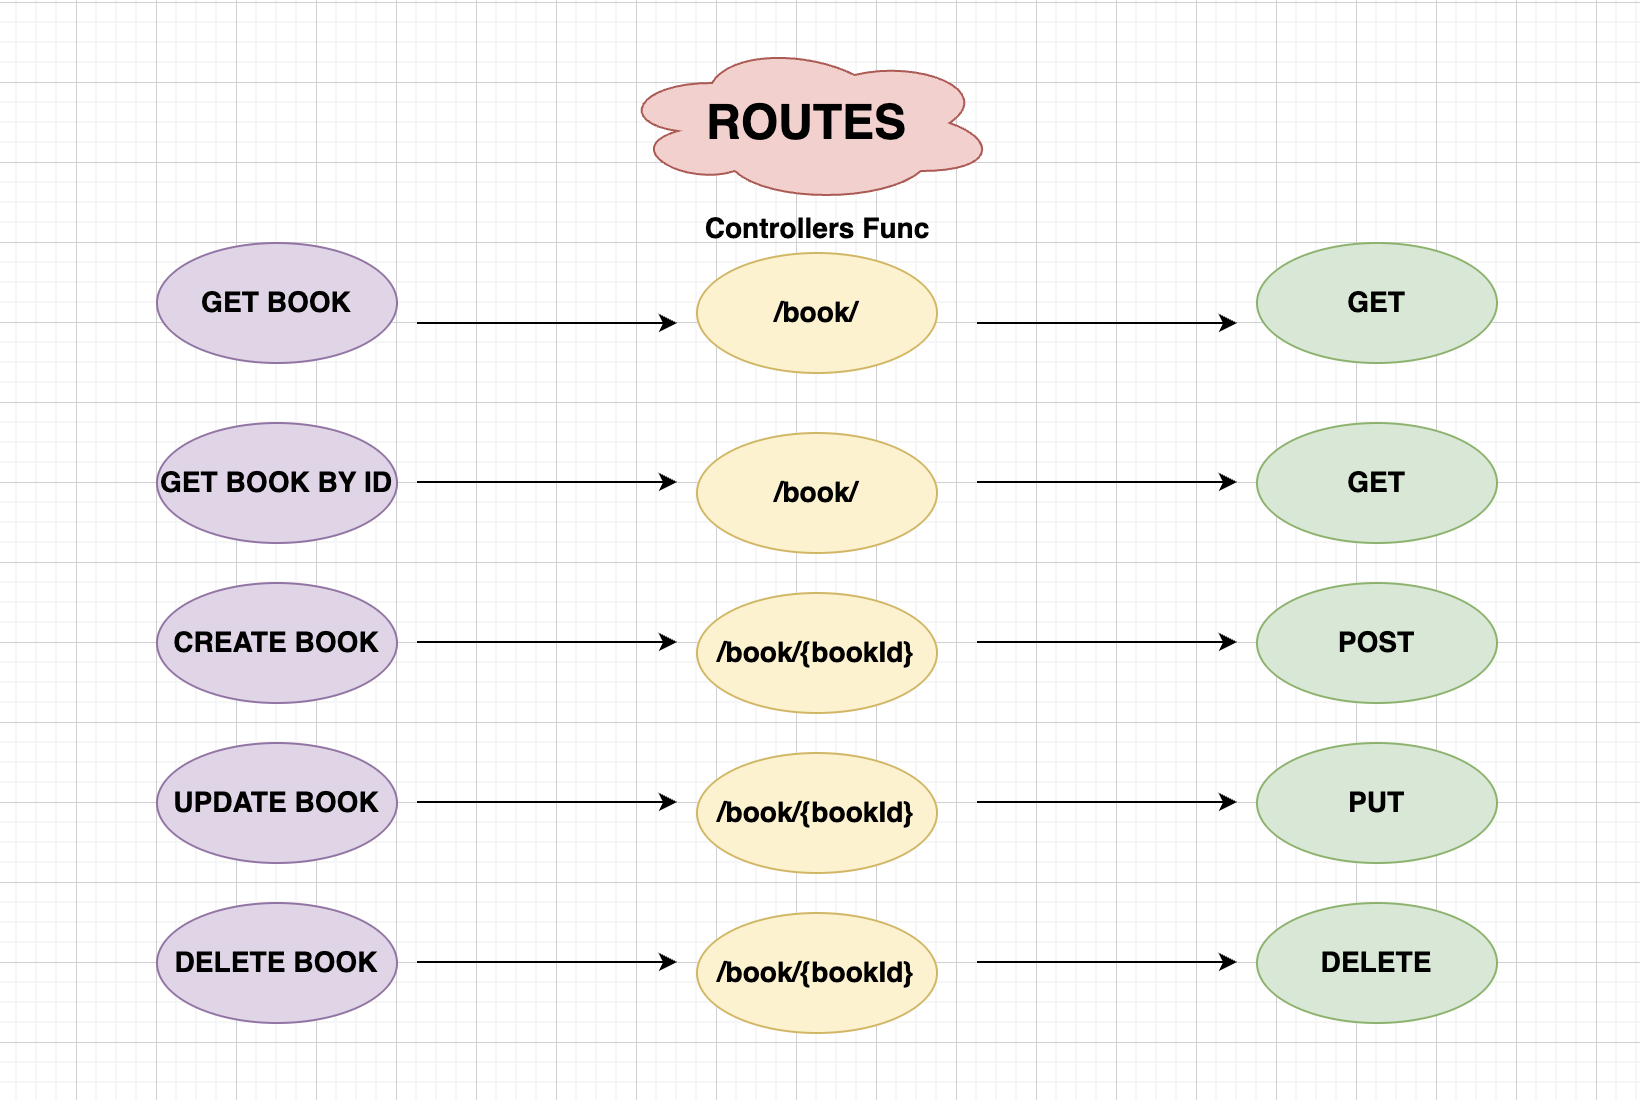 ROUTES
Controllers Func
GET BOOK
/book/
GET
GET BOOK BY ID
/book/
GET
CREATE BOOK
/book/{bookId}
POST
UPDATE BOOK
/book/{bookId}
PUT
DELETE BOOK
/book/{bookId}
DELETE